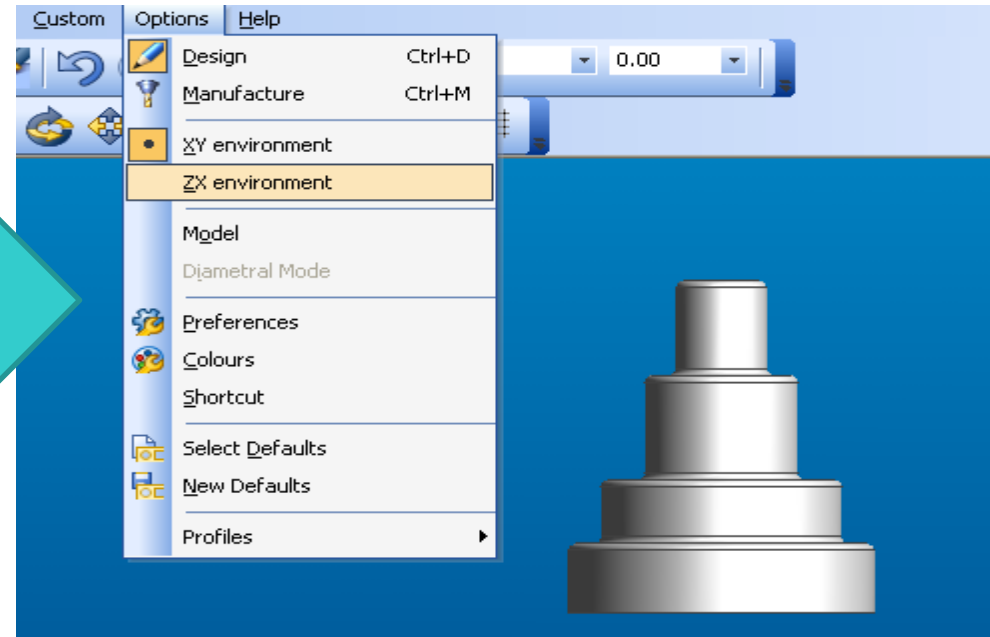 Custom Options Help
0.00
Design Ctrl+D
Manufacture Ctrl+M
XY environment
ZX environment
Model
Diametral Mode
Preferences
Colours
Shortcut
Select Defaults
New Defaults
Profiles